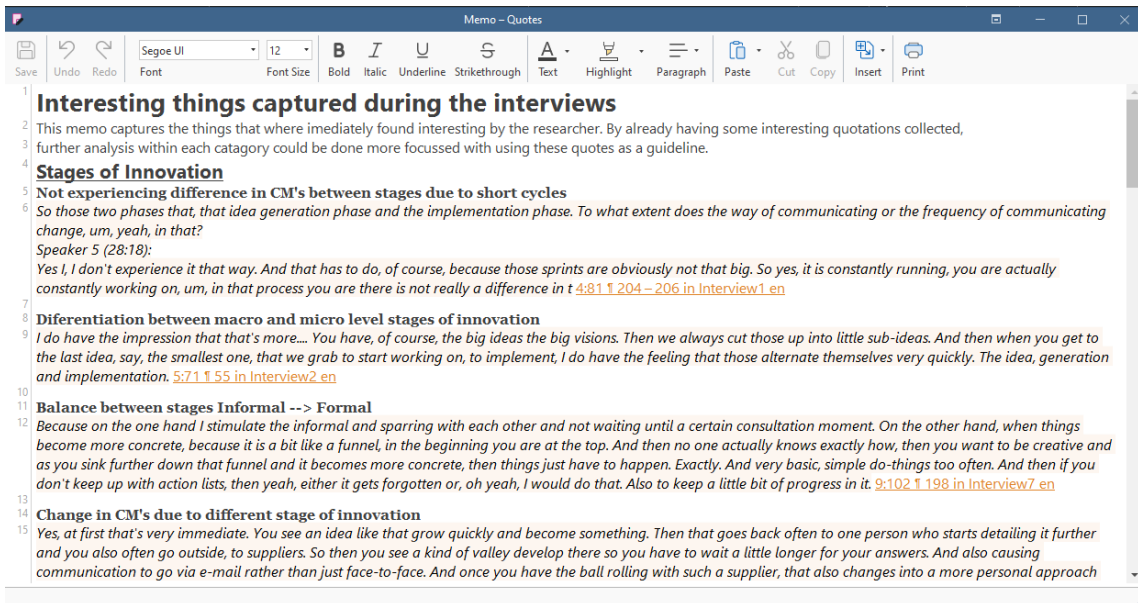 Memo – Quotes
Segoe UI
12
B
I
U
S
A
Save
Undo
Redo
Font
Font Size
Bold
Italic
Underline
Strikethrough
Text
Highlight
Paragraph
Paste
Cut
Copy
Insert
Print
1
Interesting things captured during the interviews
2 This memo captures the things that where imediately found interesting by the researcher. By already having some interesting quotations collected,
3 further analysis within each catagory could be done more focussed with using these quotes as a guideline.
4
Stages of Innovation
5 Not experiencing difference in CM's between stages due to short cycles
6 So those two phases that, that idea generation phase and the implementation phase. To what extent does the way of communicating or the frequency of communicating
change, um, yeah, in that?
Speaker 5 (28:18):
Yes I, I don't experience it that way. And that has to do, of course, because those sprints are obviously not that big. So yes, it is constantly running, you are actually
constantly working on, um, in that process you are there is not really a difference in t 4:81 ¶ 204 – 206 in Interview1 en
7
8 Diferentiation between macro and micro level stages of innovation
9 I do have the impression that that's more.... You have, of course, the big ideas the big visions. Then we always cut those up into little sub-ideas. And then when you get to
the last idea, say, the smallest one, that we grab to start working on, to implement, I do have the feeling that those alternate themselves very quickly. The idea, generation
and implementation. 5:71 ¶ 55 in Interview2 en
10
11 Balance between stages Informal --> Formal
12 Because on the one hand I stimulate the informal and sparring with each other and not waiting until a certain consultation moment. On the other hand, when things
become more concrete, because it is a bit like a funnel, in the beginning you are at the top. And then no one actually knows exactly how, then you want to be creative and
as you sink further down that funnel and it becomes more concrete, then things just have to happen. Exactly. And very basic, simple do-things too often. And then if you
don't keep up with action lists, then yeah, either it gets forgotten or, oh yeah, I would do that. Also to keep a little bit of progress in it. 9:102 ¶ 198 in Interview7 en
13
14 Change in CM's due to different stage of innovation
15 Yes, at first that's very immediate. You see an idea like that grow quickly and become something. Then that goes back often to one person who starts detailing it further
and you also often go outside, to suppliers. So then you see a kind of valley develop there so you have to wait a little longer for your answers. And also causing
communication to go via e-mail rather than just face-to-face. And once you have the ball rolling with such a supplier, that also changes into a more personal approach